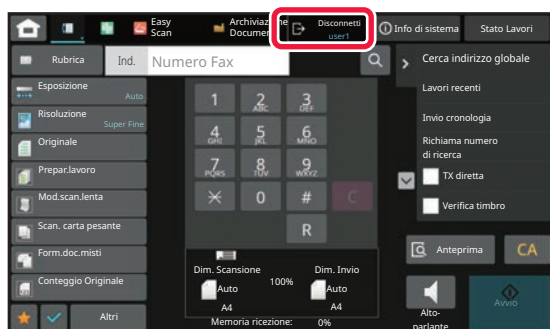 Easy
Scan
Archiviazione
Documen
Disconnetti
user1
Info di sistema
Stato Lavori
Rubrica
Ind.
Numero Fax
Cerca indirizzo globale
Lavori recenti
Invio cronologia
Richiama numero
di ricerca
TX diretta
Verifica timbro
Anteprima
CA
Avvio
Alto-
parlante
Esposizione
Auto
Risoluzione
Super Fine
Originale
Prepar.lavoro
Mod.scan.lenta
Scan. carta pesante
Form.doc.misti
Conteggio Originale
Altri
1
2
ABC
3
DEF
4
GHI
5
JKL
6
MNO
7
PQRS
8
TUV
9
WXYZ
0
#
C
R
Dim. Scansione
Dim. Invio
100%
Auto
Auto
A4
A4
Memoria ricezione:
0%